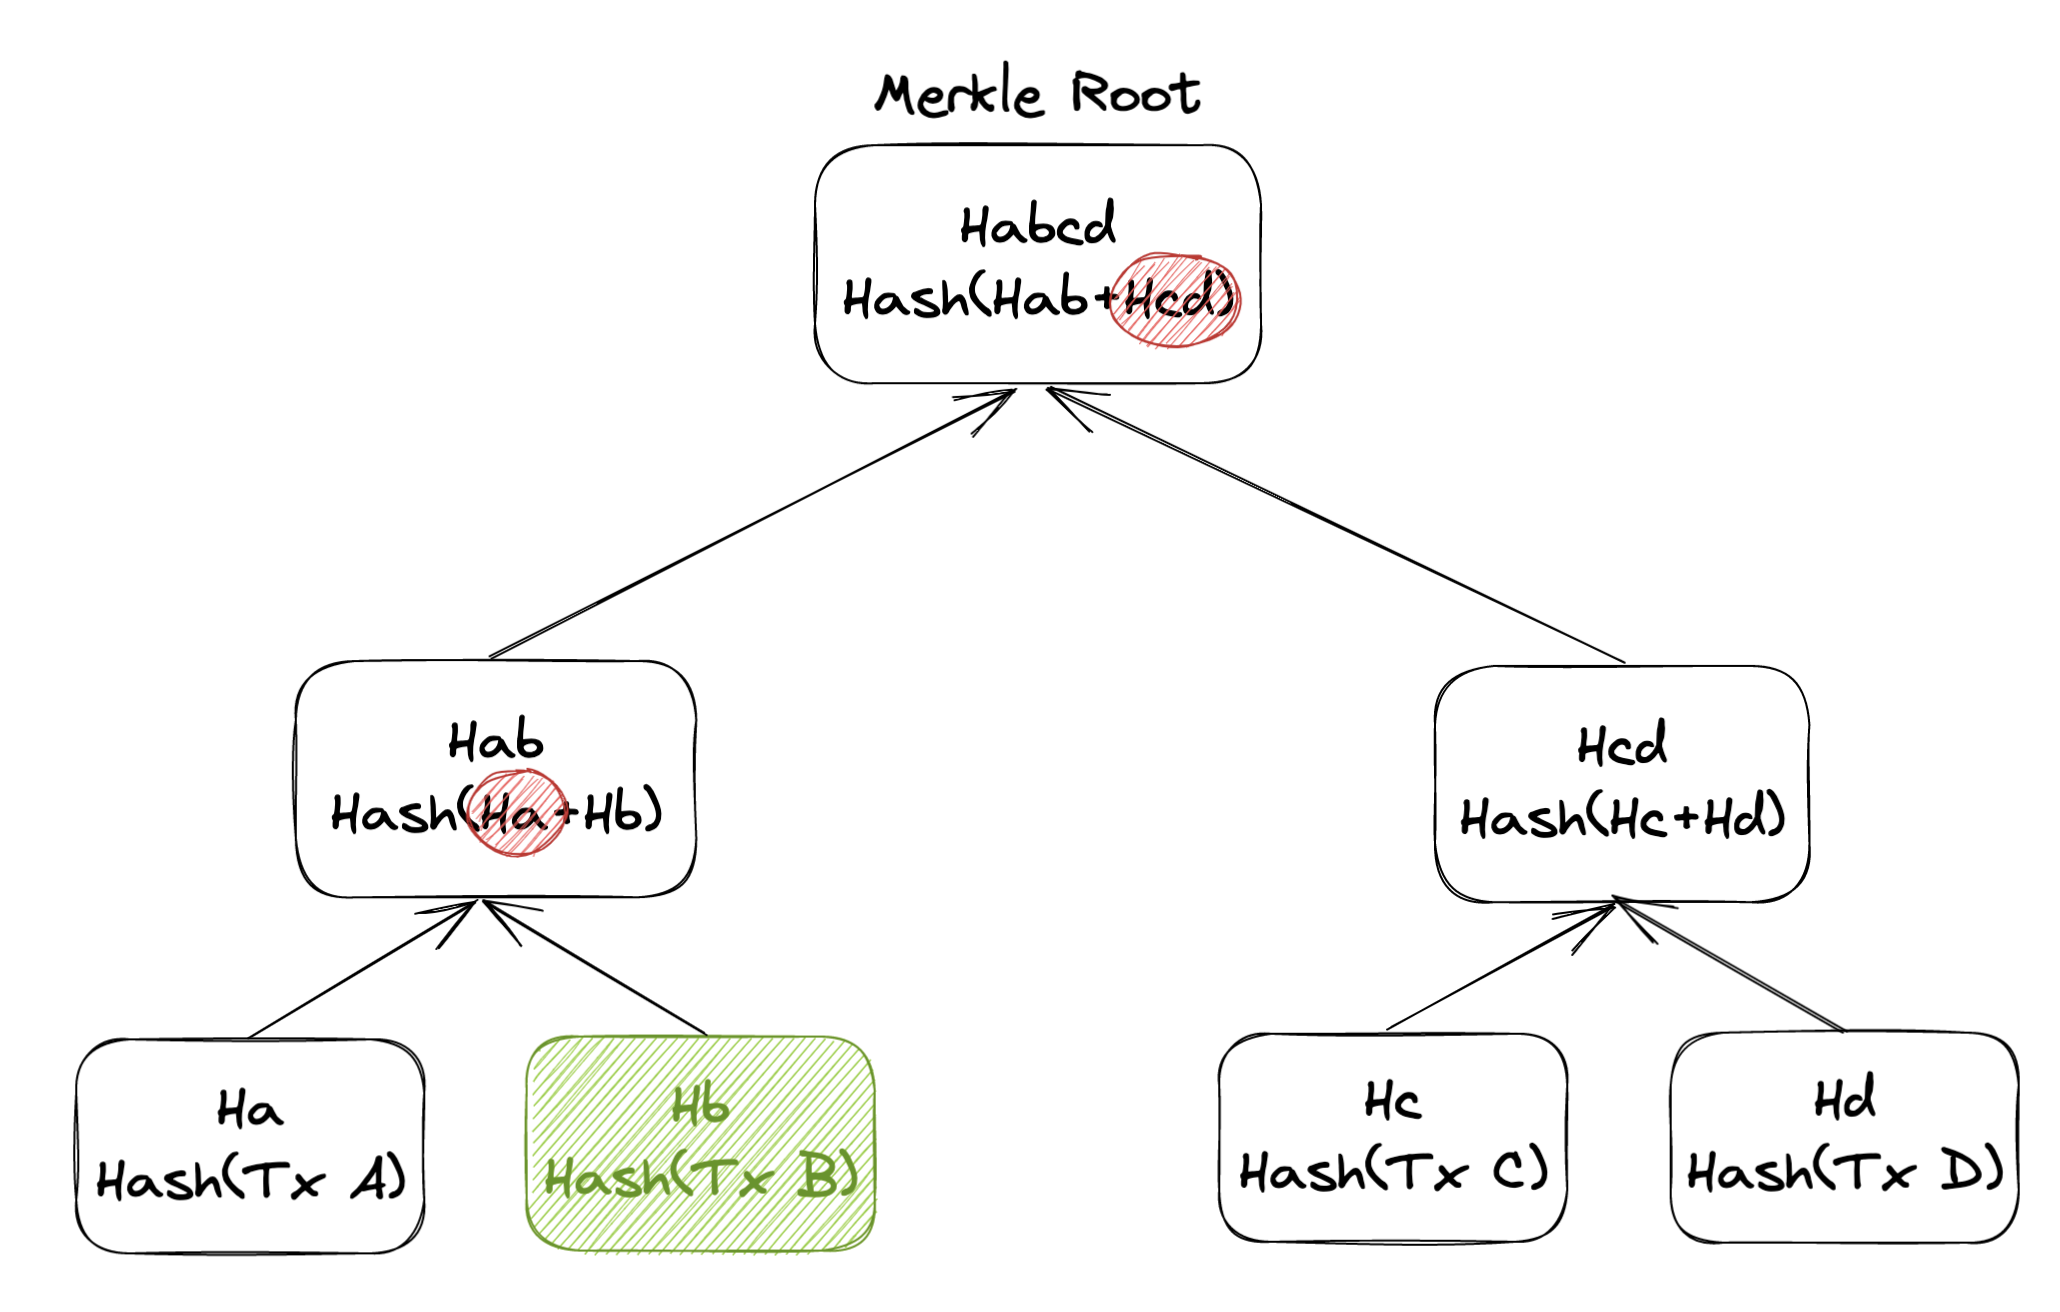 Merkle Root
Habcd
Hash(Hab+Hcd)
Hab
Hash(Ha+Hb)
Hcd
Hash(Hc+Hd)
Ha
Hash(Tx A)
Hb
Hash(Tx B)
Hc
Hash(Tx C)
Hd
Hash(Tx D)